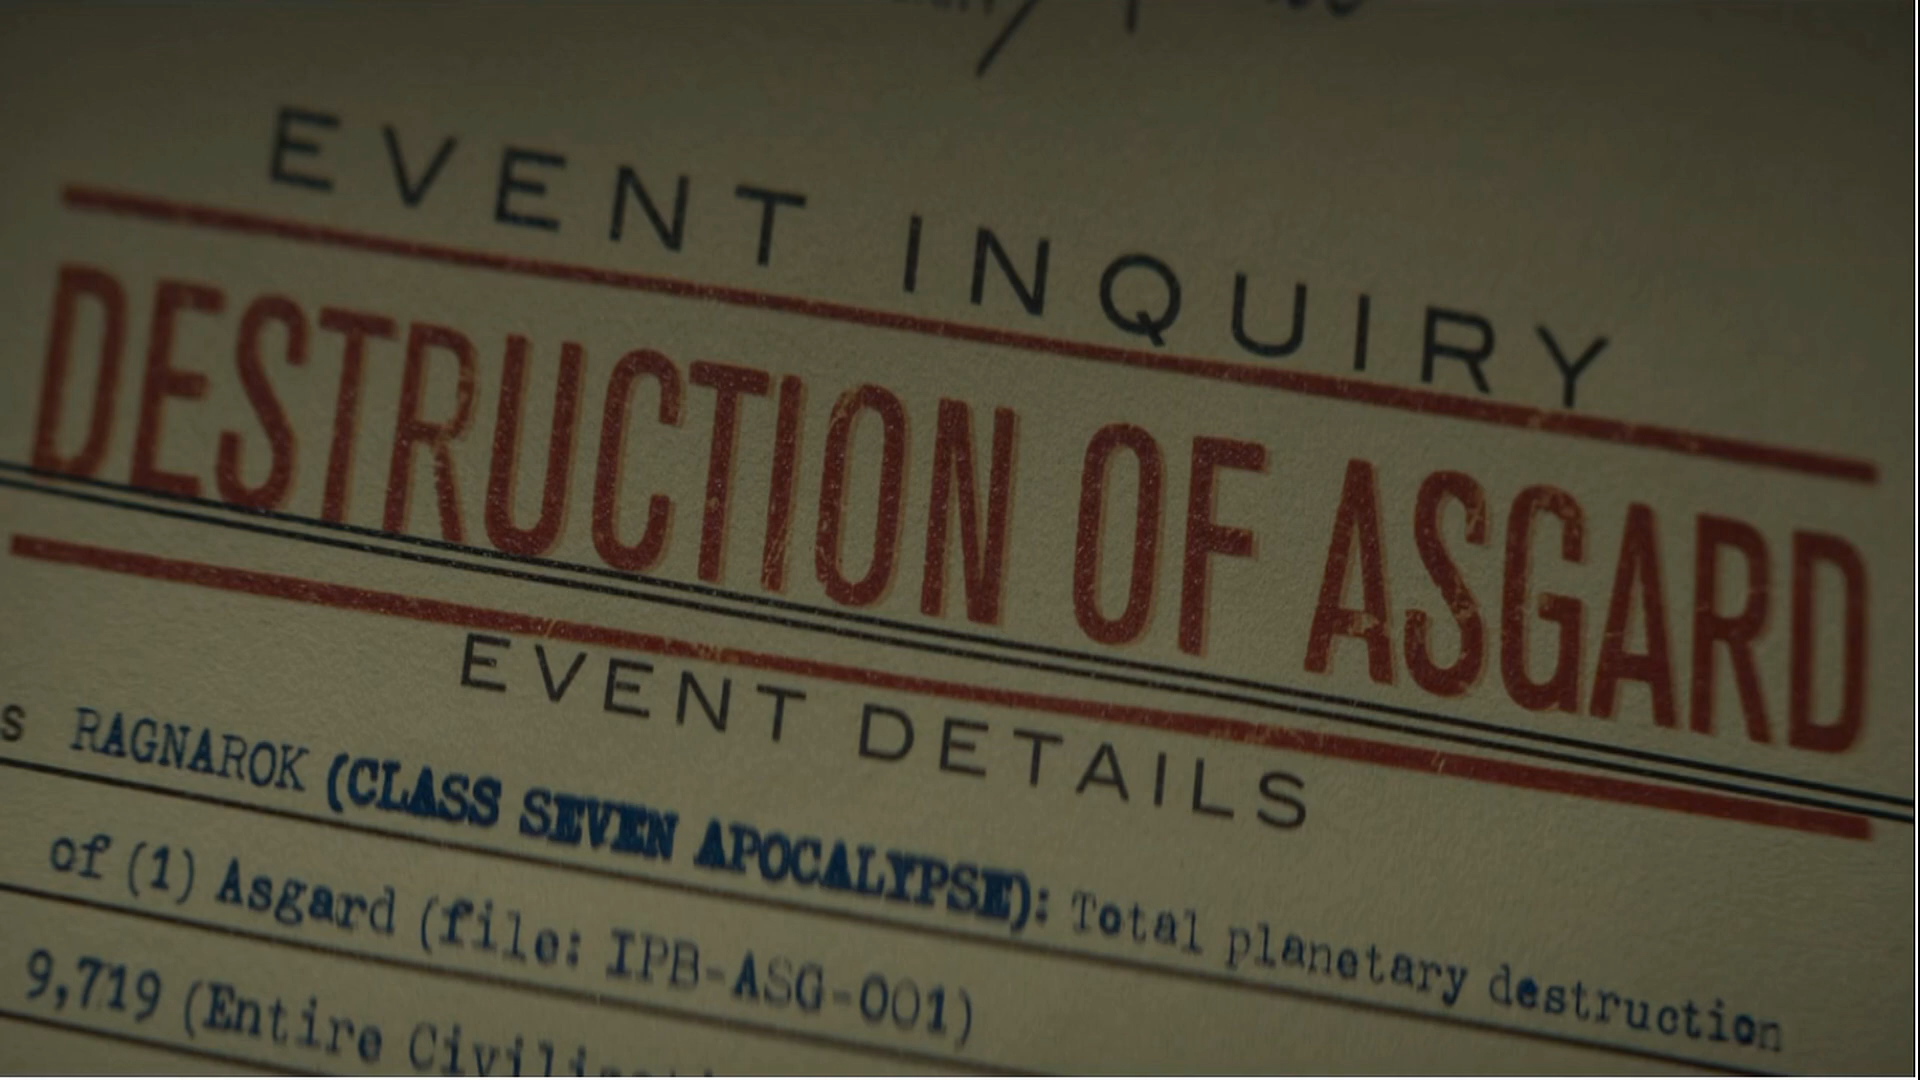 EVENT INQUIRY
DESTRUCTION OF ASGARD
EVENT DETAILS
s RAGNAROK (CLASS SEVEN APOCALYPSE): Total planetary destruction
of (1) Asgard (file: IPB-ASG-001)
9,719 (Entire